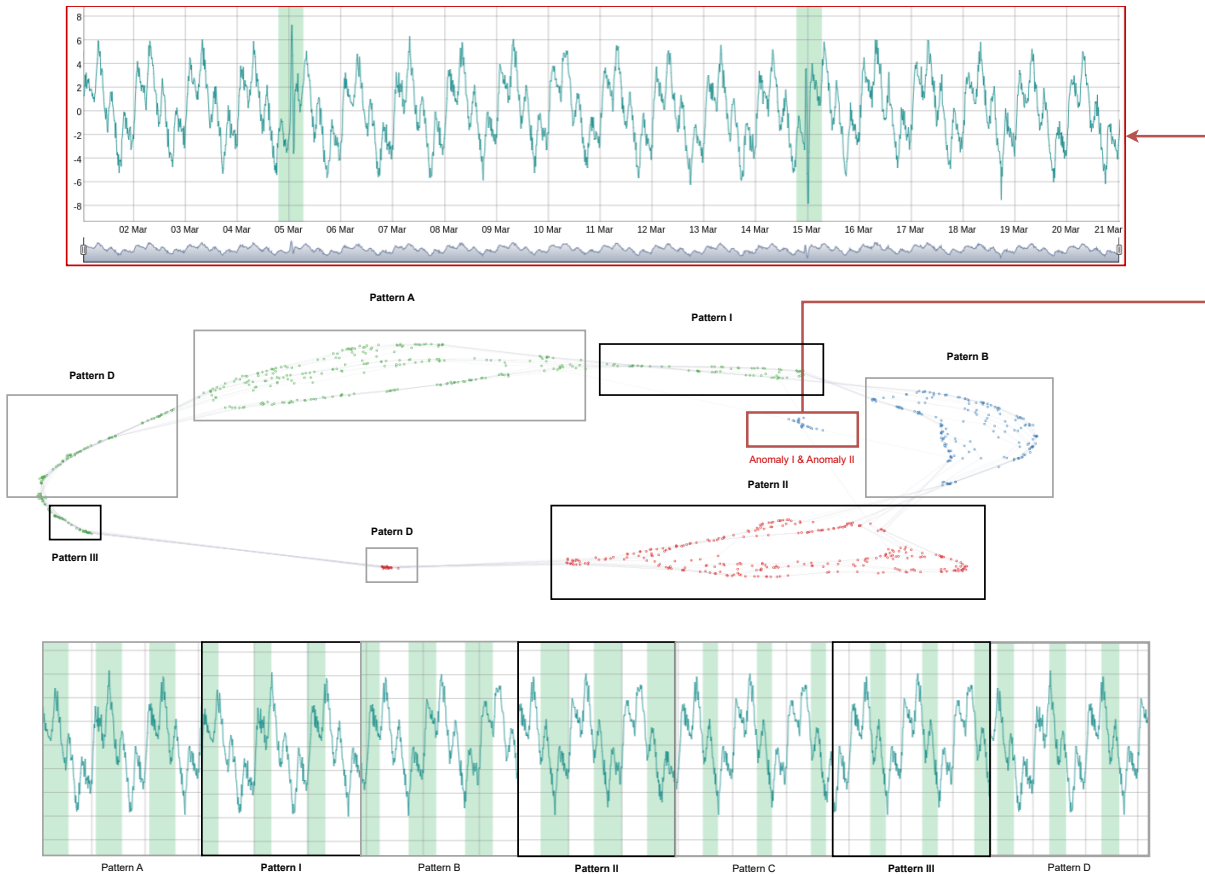 8
6
4
2
0
-2
-4
-6
-8
02 Mar 03 Mar 04 Mar 05 Mar 06 Mar 07 Mar 08 Mar 09 Mar 10 Mar 11 Mar 12 Mar 13 Mar 14 Mar 15 Mar 16 Mar 17 Mar 18 Mar 19 Mar 20 Mar 21 Mar
Pattern A
Pattern I
Patern B
Pattern D
Anomaly I & Anomaly II
Patern II
Patern D
Pattern III
Pattern A Pattern I Pattern B Pattern II Pattern C Pattern III Pattern D